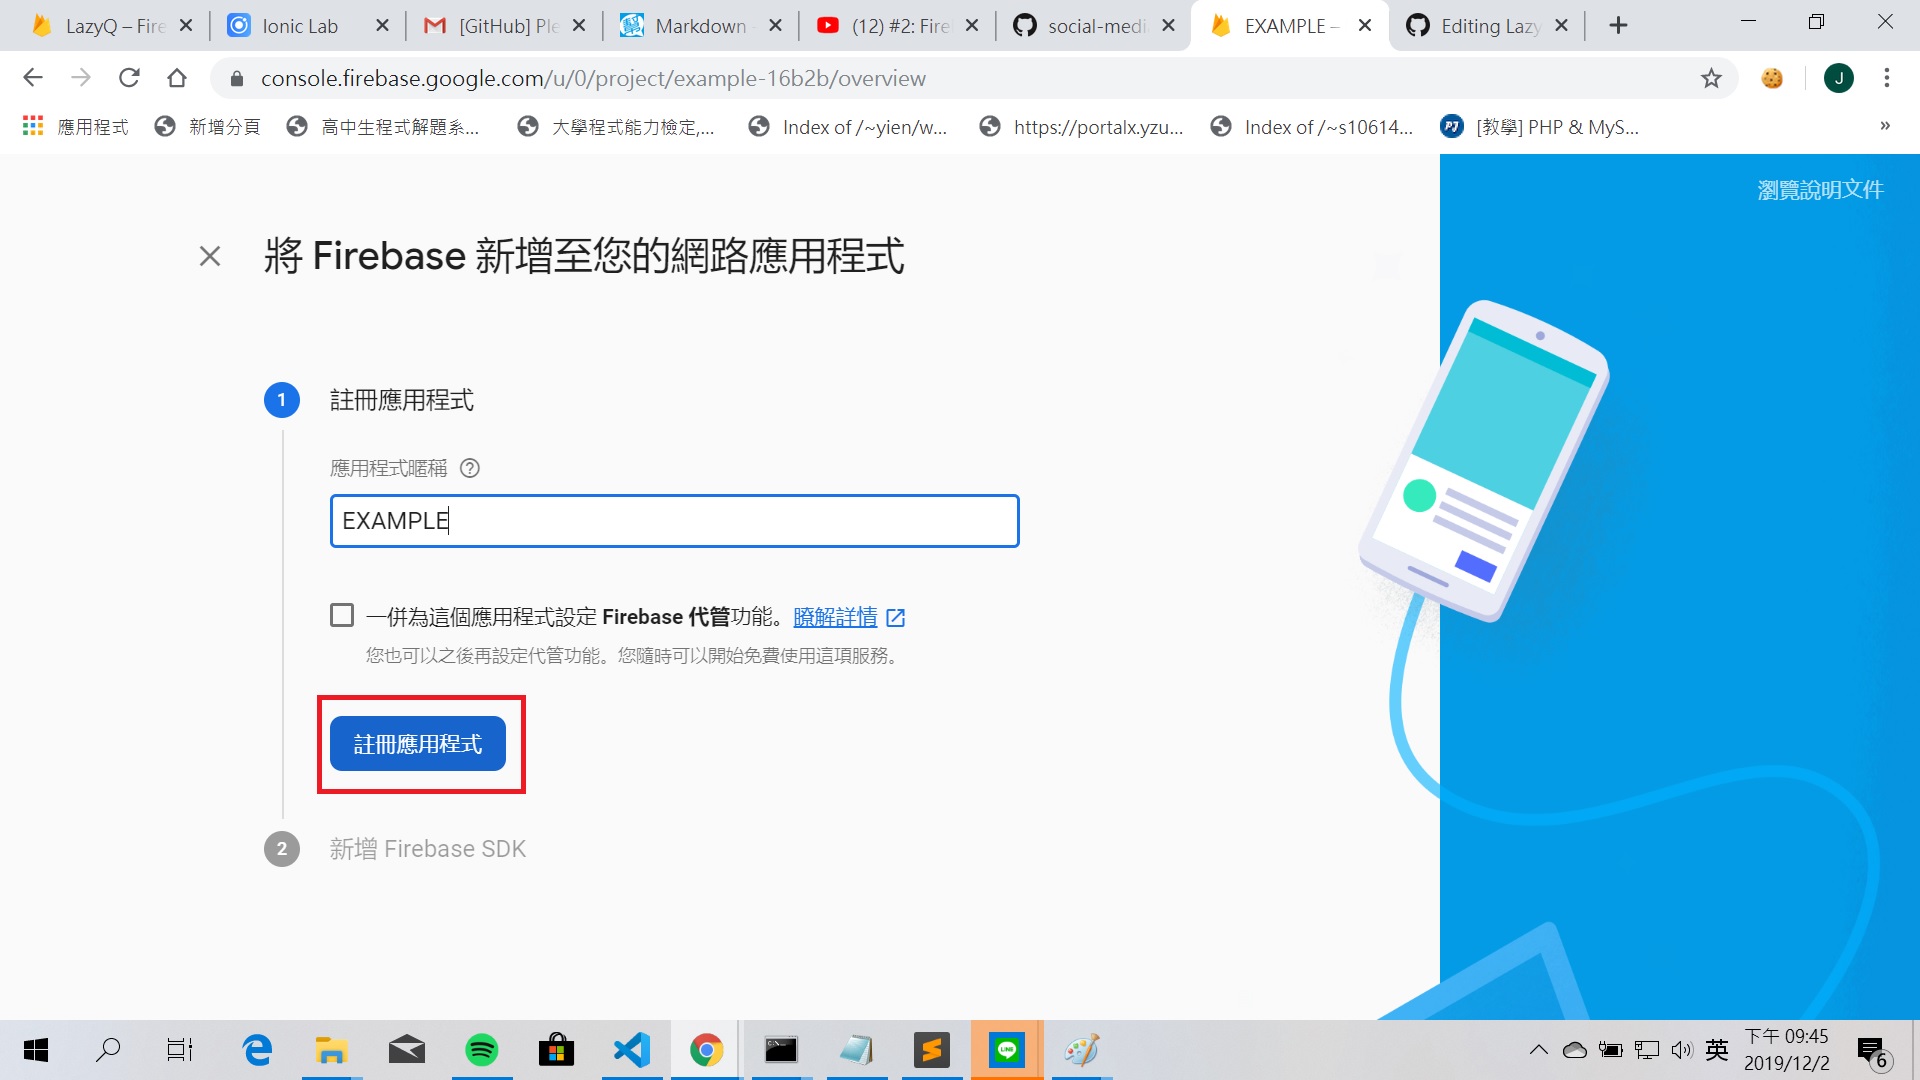 LazyQ – Fire
Ionic Lab
[GitHub] Ple
Markdown
(12) #2: Fire
social-medi
EXAMPLE –
Editing Lazy
console.firebase.google.com/u/0/project/example-16b2b/overview
J
應用程式
新增分頁
高中生程式解題系...
大學程式能力檢定,...
Index of /~yien/w...
https://portalx.yzu...
Index of /~s10614...
PJ
[教學] PHP & MyS...
»
瀏覽說明文件
將 Firebase 新增至您的網路應用程式
1
註冊應用程式
應用程式暱稱 ?
EXAMPLE
一併為這個應用程式設定 Firebase 代管功能。瞭解詳情
您也可以之後再設定代管功能。您隨時可以開始免費使用這項服務。
註冊應用程式
2
新增 Firebase SDK
英
下午 09:45
2019/12/2
6